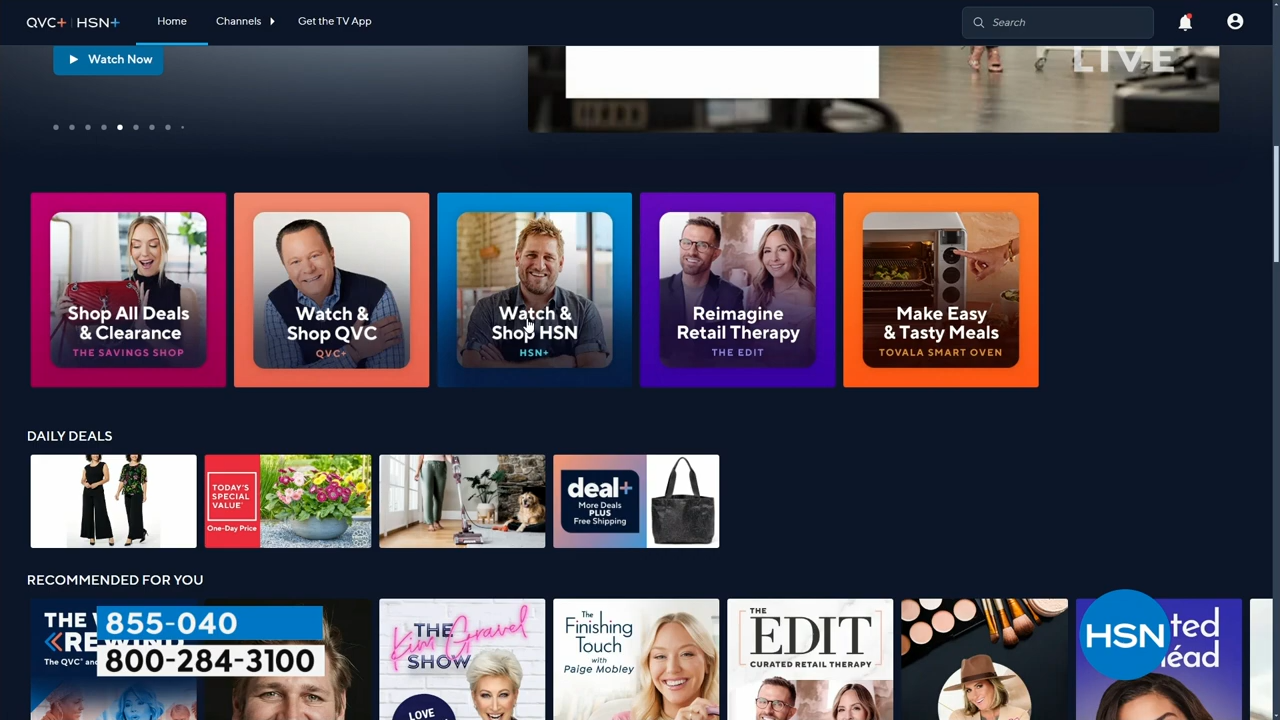 QVC+ | HSN+
Home
Channels
Get the TV App
Search
Watch Now
LIVE
Shop All Deals
& Clearance
THE SAVINGS SHOP
Watch &
Shop QVC
QVC+
Watch &
Shop HSN
HSN+
Reimagine
Retail Therapy
THE EDIT
Make Easy
& Tasty Meals
TOVALA SMART OVEN
DAILY DEALS
TODAY'S
SPECIAL
VALUE
One-Day Price
deal+
More Deals
PLUS
Free Shipping
RECOMMENDED FOR YOU
THE
The QVC+
855-040
800-284-3100
THE
Kim Gravel
SHOW
LOVE
The
Finishing
Touch
with
Paige Mobley
THE
EDIT
CURATED RETAIL THERAPY
HSN